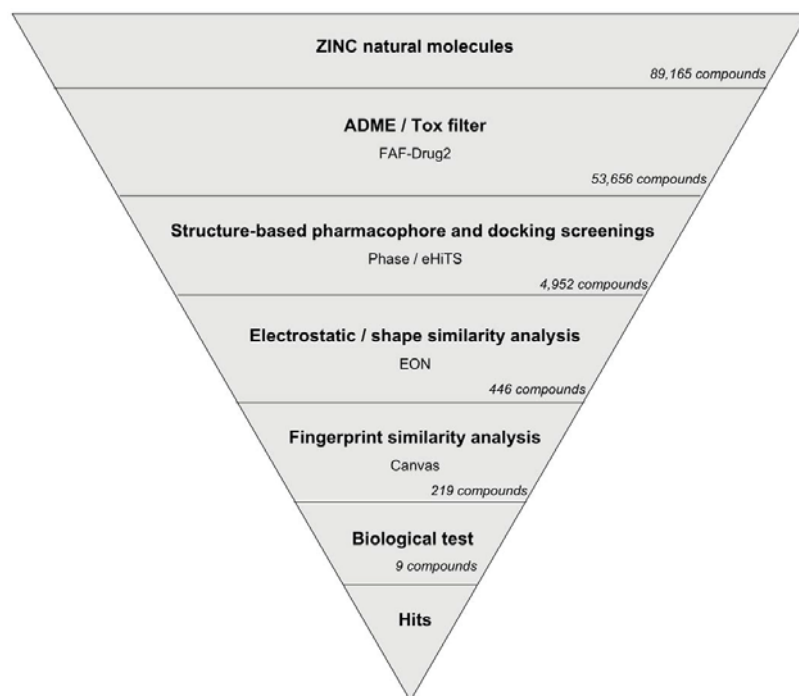 ZINC natural molecules
89,165 compounds
ADME / Tox filter
FAF-Drug2
53,656 compounds
Structure-based pharmacophore and docking screenings
Phase / eHiTS
4,952 compounds
Electrostatic / shape similarity analysis
EON
446 compounds
Fingerprint similarity analysis
Canvas
219 compounds
Biological test
9 compounds
Hits